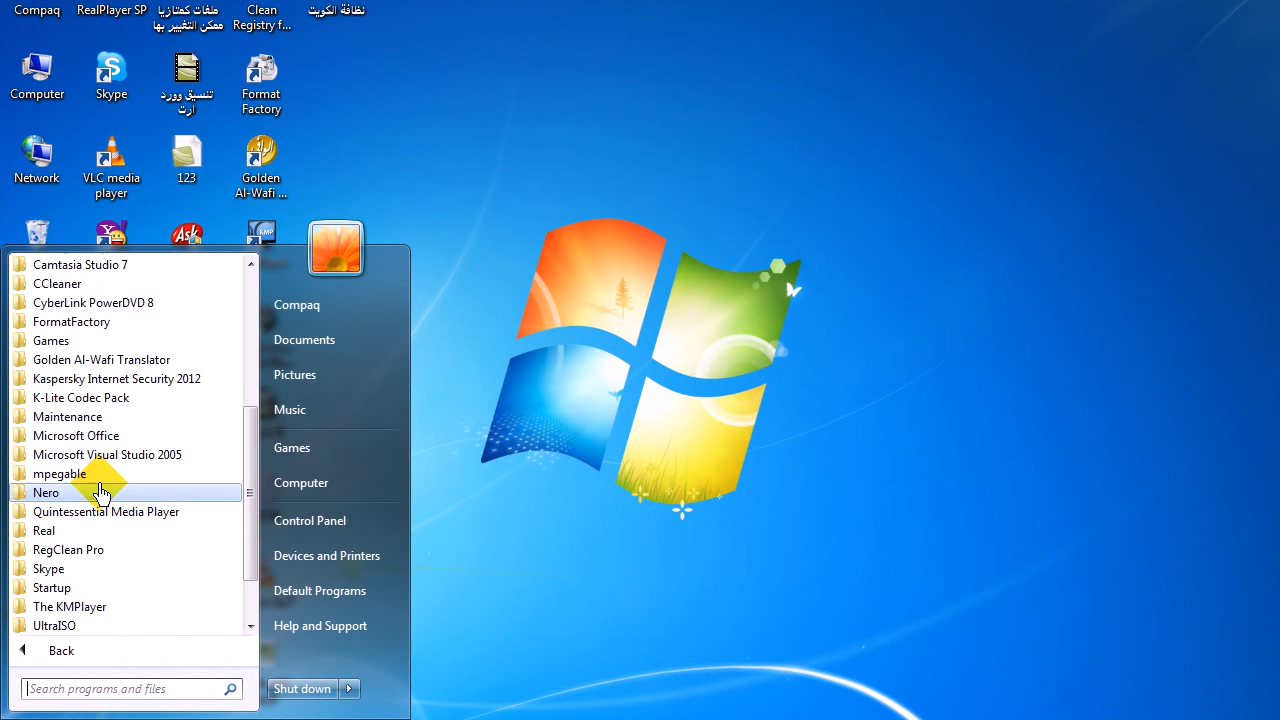 Compaq
RealPlayer SP
ملفات كمتازيا
ممكن التغيير بها
Clean
Registry f...
نظافة الكويت
Computer
Skype
تنسيق وورد
ارت
Format
Factory
Network
VLC media
player
123
Golden
Al-Wafi ...
الوافي
Ask
KMP
Camtasia Studio 7
CCleaner
CyberLink PowerDVD 8
FormatFactory
Games
Golden Al-Wafi Translator
Kaspersky Internet Security 2012
K-Lite Codec Pack
Maintenance
Microsoft Office
Microsoft Visual Studio 2005
mpegable
Nero
Quintessential Media Player
Real
RegClean Pro
Skype
Startup
The KMPlayer
UltraISO
Back
Search programs and files
Compaq
Documents
Pictures
Music
Games
Computer
Control Panel
Devices and Printers
Default Programs
Help and Support
Shut down